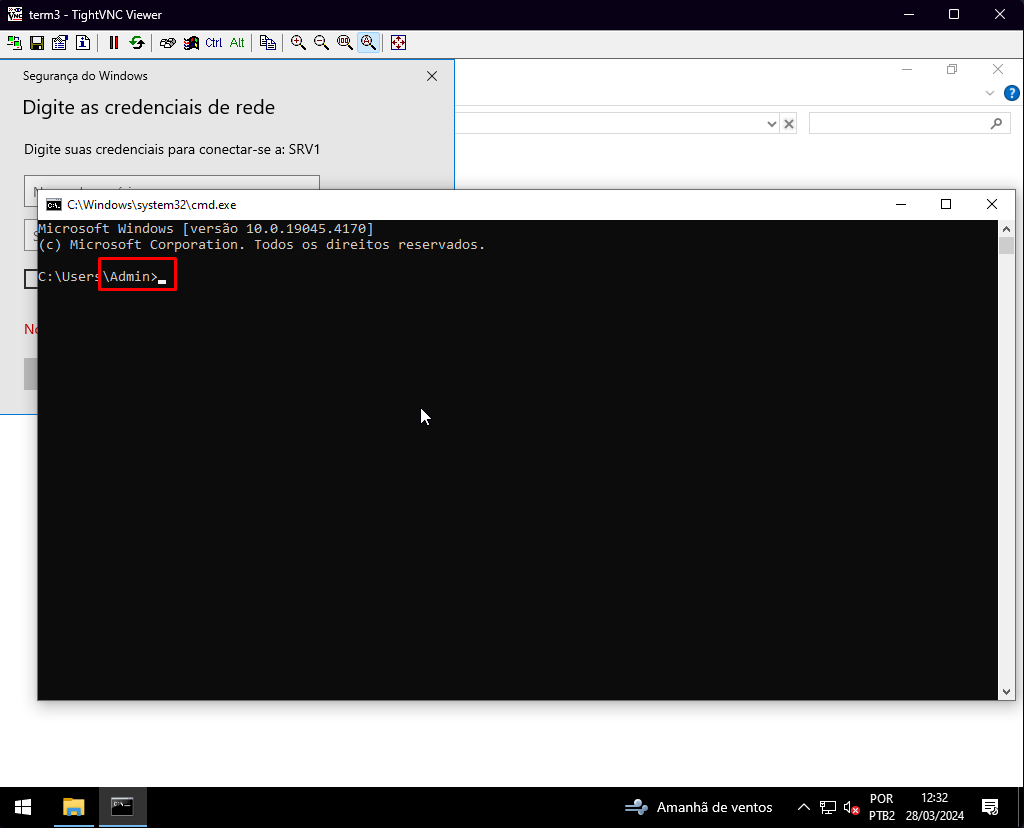 term3 - TightVNC Viewer
Ctrl Alt
Segurança do Windows
Digite as credenciais de rede
Digite suas credenciais para conectar-se a: SRV1
C:\Windows\system32\cmd.exe
Microsoft Windows [versão 10.0.19045.4170]
(c) Microsoft Corporation. Todos os direitos reservados.
C:\Users\Admin>
Amanhã de ventos
POR
PTB2
12:32
28/03/2024